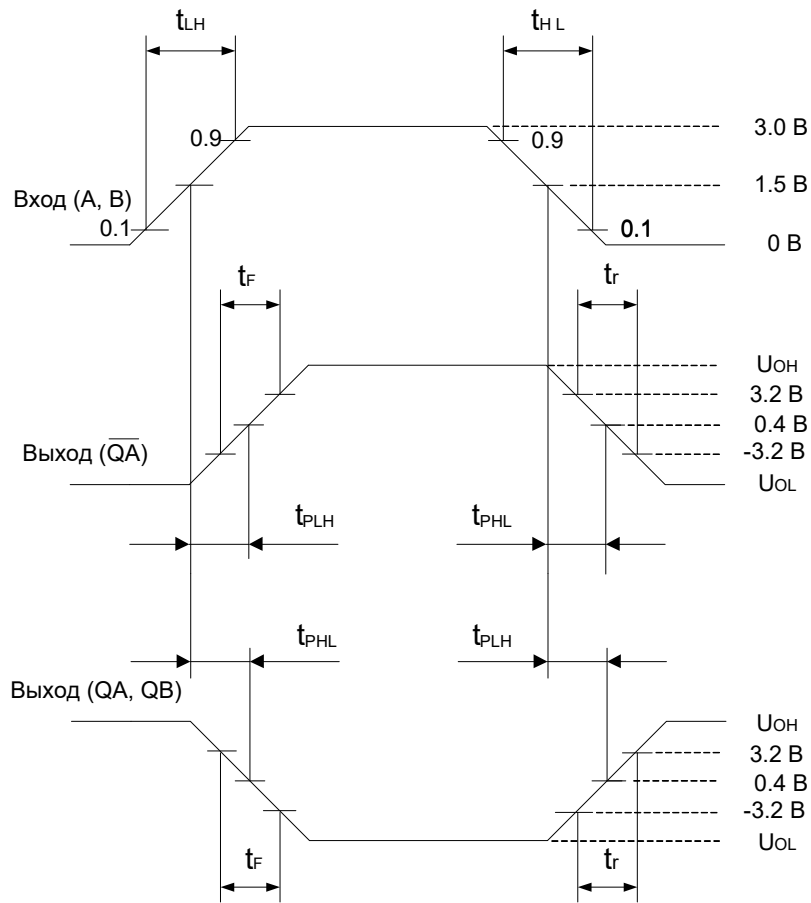 tLH tHL
0.9 0.9 3.0 В
1.5 В
Вход (A, B)
0.1 0.1 0 В
tF tr
UOH
3.2 В
0.4 В
Выход (Q̅A̅) -3.2 В
UOL
tPLH tPHL
tPHL tPLH
Выход (QA, QB)
UOH
3.2 В
0.4 В
-3.2 В
UOL
tF tr